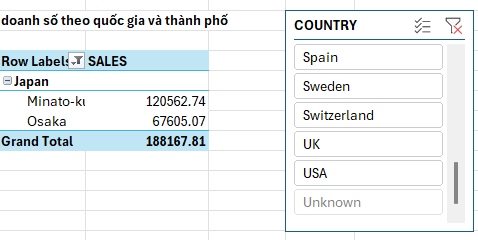 doanh số theo quốc gia và thành phố
Row Labels SALES
Japan
Minato-ku 120562.74
Osaka 67605.07
Grand Total 188167.81
COUNTRY
Spain
Sweden
Switzerland
UK
USA
Unknown